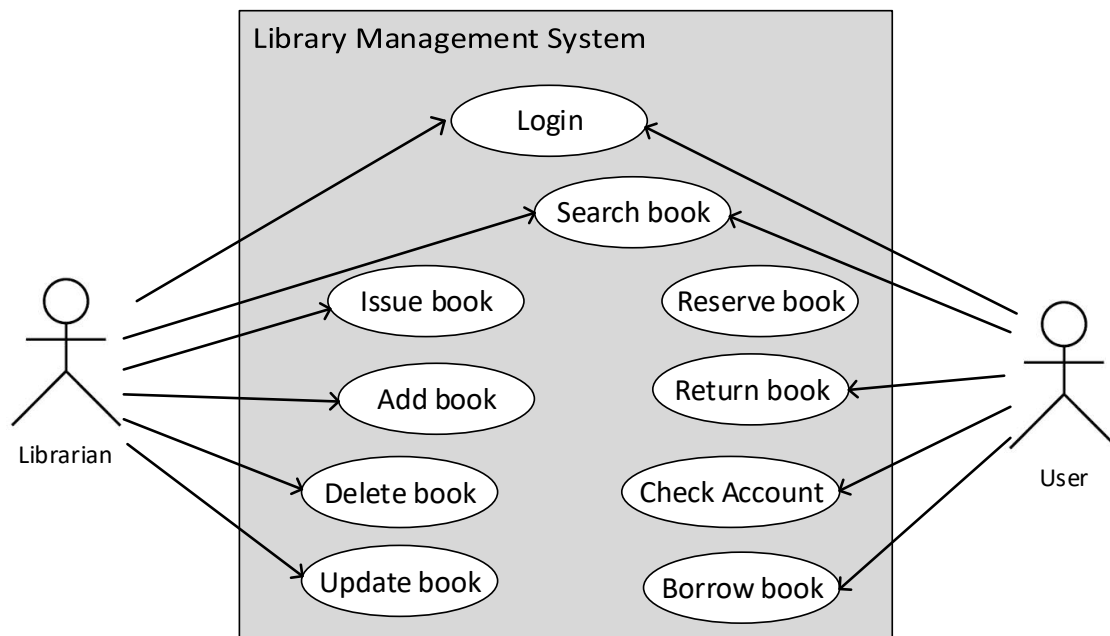 Library Management System
Login
Search book
Issue book
Reserve book
Add book
Return book
Librarian
User
Delete book
Check Account
Update book
Borrow book